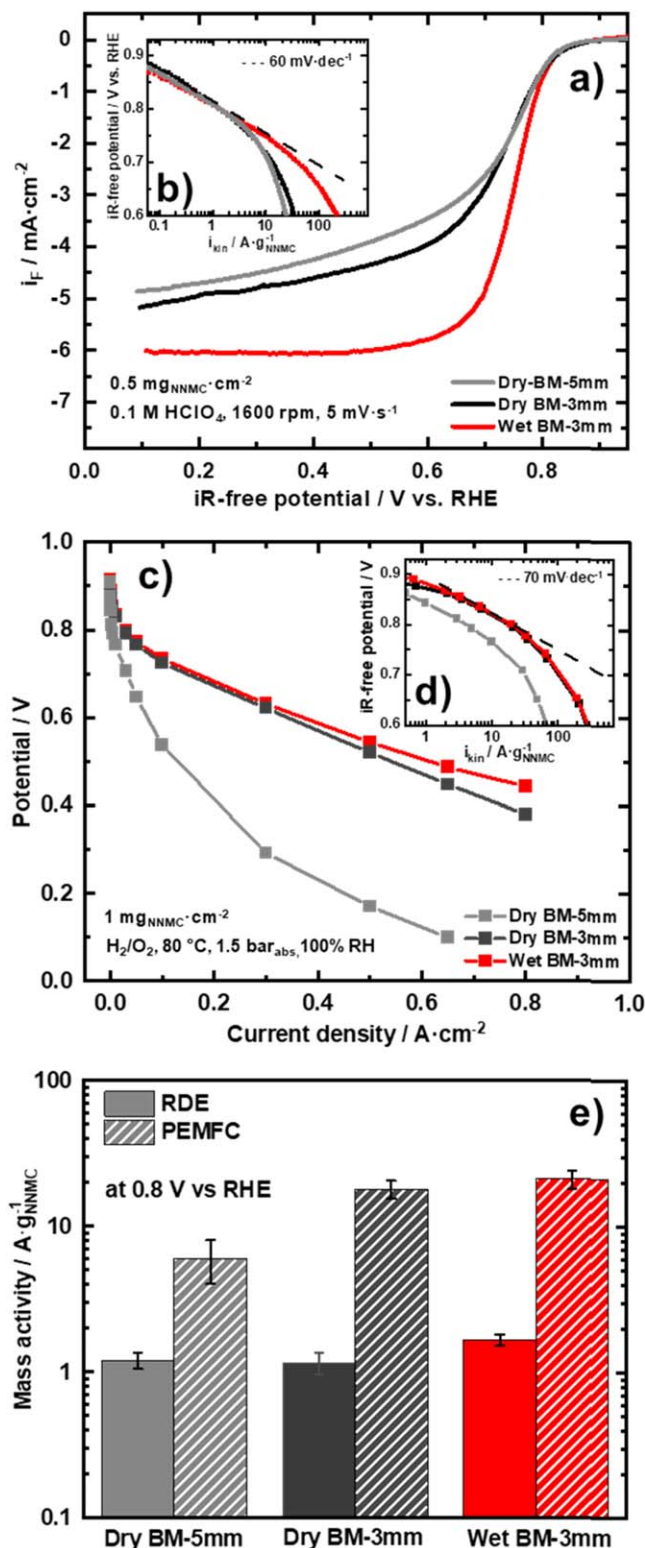 a)
0
-1
-2
-3
-4
-5
-6
-7
i_F / mA·cm⁻²
0.0 0.2 0.4 0.6 0.8
iR-free potential / V vs. RHE
0.5 mg_NNMC·cm⁻²
0.1 M HClO₄, 1600 rpm, 5 mV·s⁻¹
Dry-BM-5mm
Dry BM-3mm
Wet BM-3mm
b)
--- 60 mV·dec⁻¹
iR-free potential / V vs. RHE
0.9
0.8
0.7
0.6
0.1 1 10 100
i_kin / A·g⁻¹_NNMC
c)
1.0
0.8
0.6
0.4
0.2
0.0
Potential / V
0.0 0.2 0.4 0.6 0.8 1.0
Current density / A·cm⁻²
1 mg_NNMC·cm⁻²
H₂/O₂, 80 °C, 1.5 bar_abs, 100% RH
Dry BM-5mm
Dry BM-3mm
Wet BM-3mm
d)
--- 70 mV·dec⁻¹
iR-free potential / V
0.9
0.8
0.7
0.6
1 10 100
i_kin / A·g⁻¹_NNMC
e)
RDE
PEMFC
at 0.8 V vs RHE
100
10
1
0.1
Mass activity / A·g⁻¹_NNMC
Dry BM-5mm Dry BM-3mm Wet BM-3mm